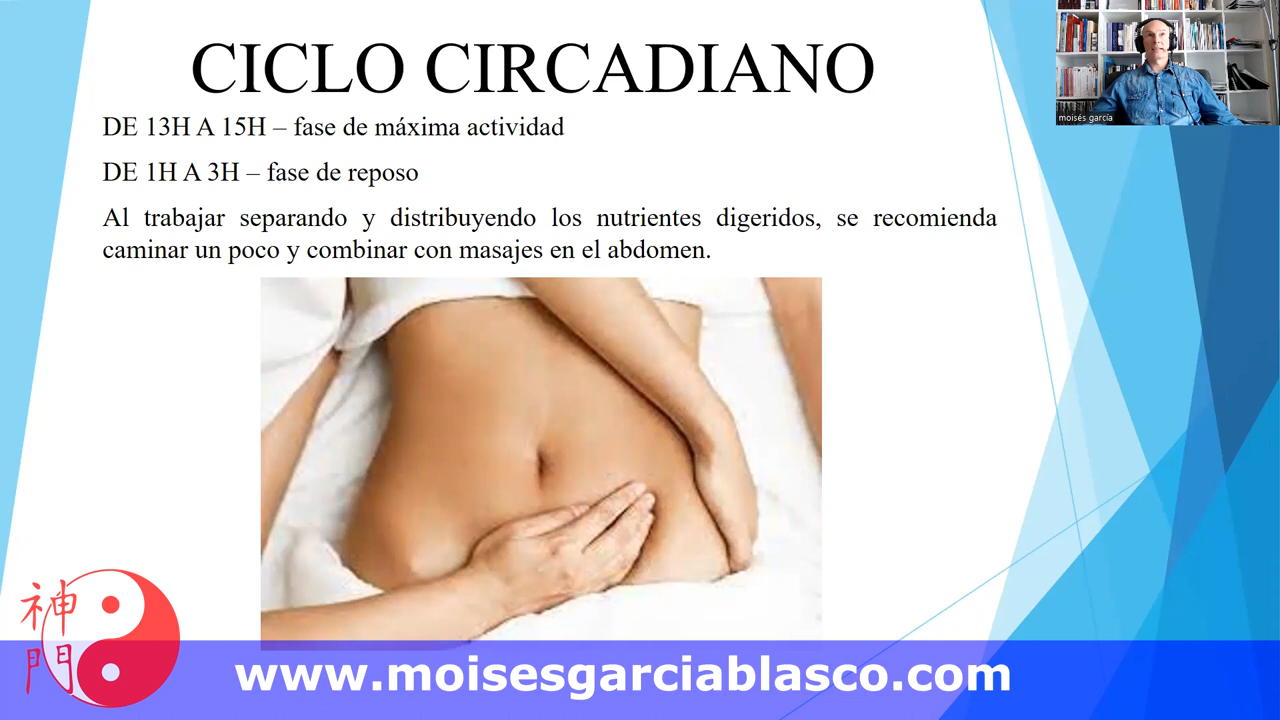 CICLO CIRCADIANO
DE 13H A 15H – fase de máxima actividad
DE 1H A 3H – fase de reposo
Al trabajar separando y distribuyendo los nutrientes digeridos, se recomienda
caminar un poco y combinar con masajes en el abdomen.
moisés garcía
神
門
www.moisesgarciablasco.com